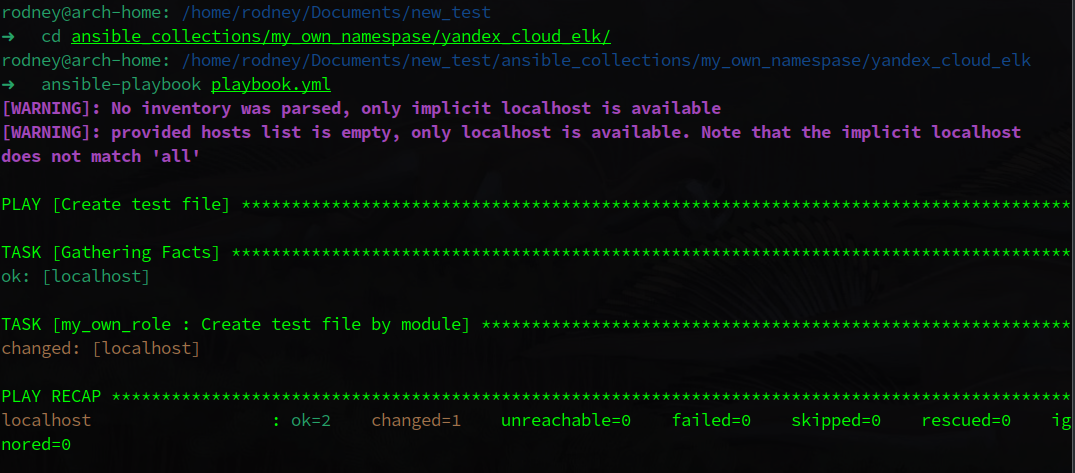 rodney@arch-home: /home/rodney/Documents/new_test
→ cd ansible_collections/my_own_namespase/yandex_cloud_elk/
rodney@arch-home: /home/rodney/Documents/new_test/ansible_collections/my_own_namespase/yandex_cloud_elk
→ ansible-playbook playbook.yml
[WARNING]: No inventory was parsed, only implicit localhost is available
[WARNING]: provided hosts list is empty, only localhost is available. Note that the implicit localhost
does not match 'all'
PLAY [Create test file] ***********************************************************************************
TASK [Gathering Facts] ************************************************************************************
ok: [localhost]
TASK [my_own_role : Create test file by module] ***********************************************************
changed: [localhost]
PLAY RECAP ************************************************************************************************
localhost                  : ok=2    changed=1    unreachable=0    failed=0    skipped=0    rescued=0    ig
nored=0